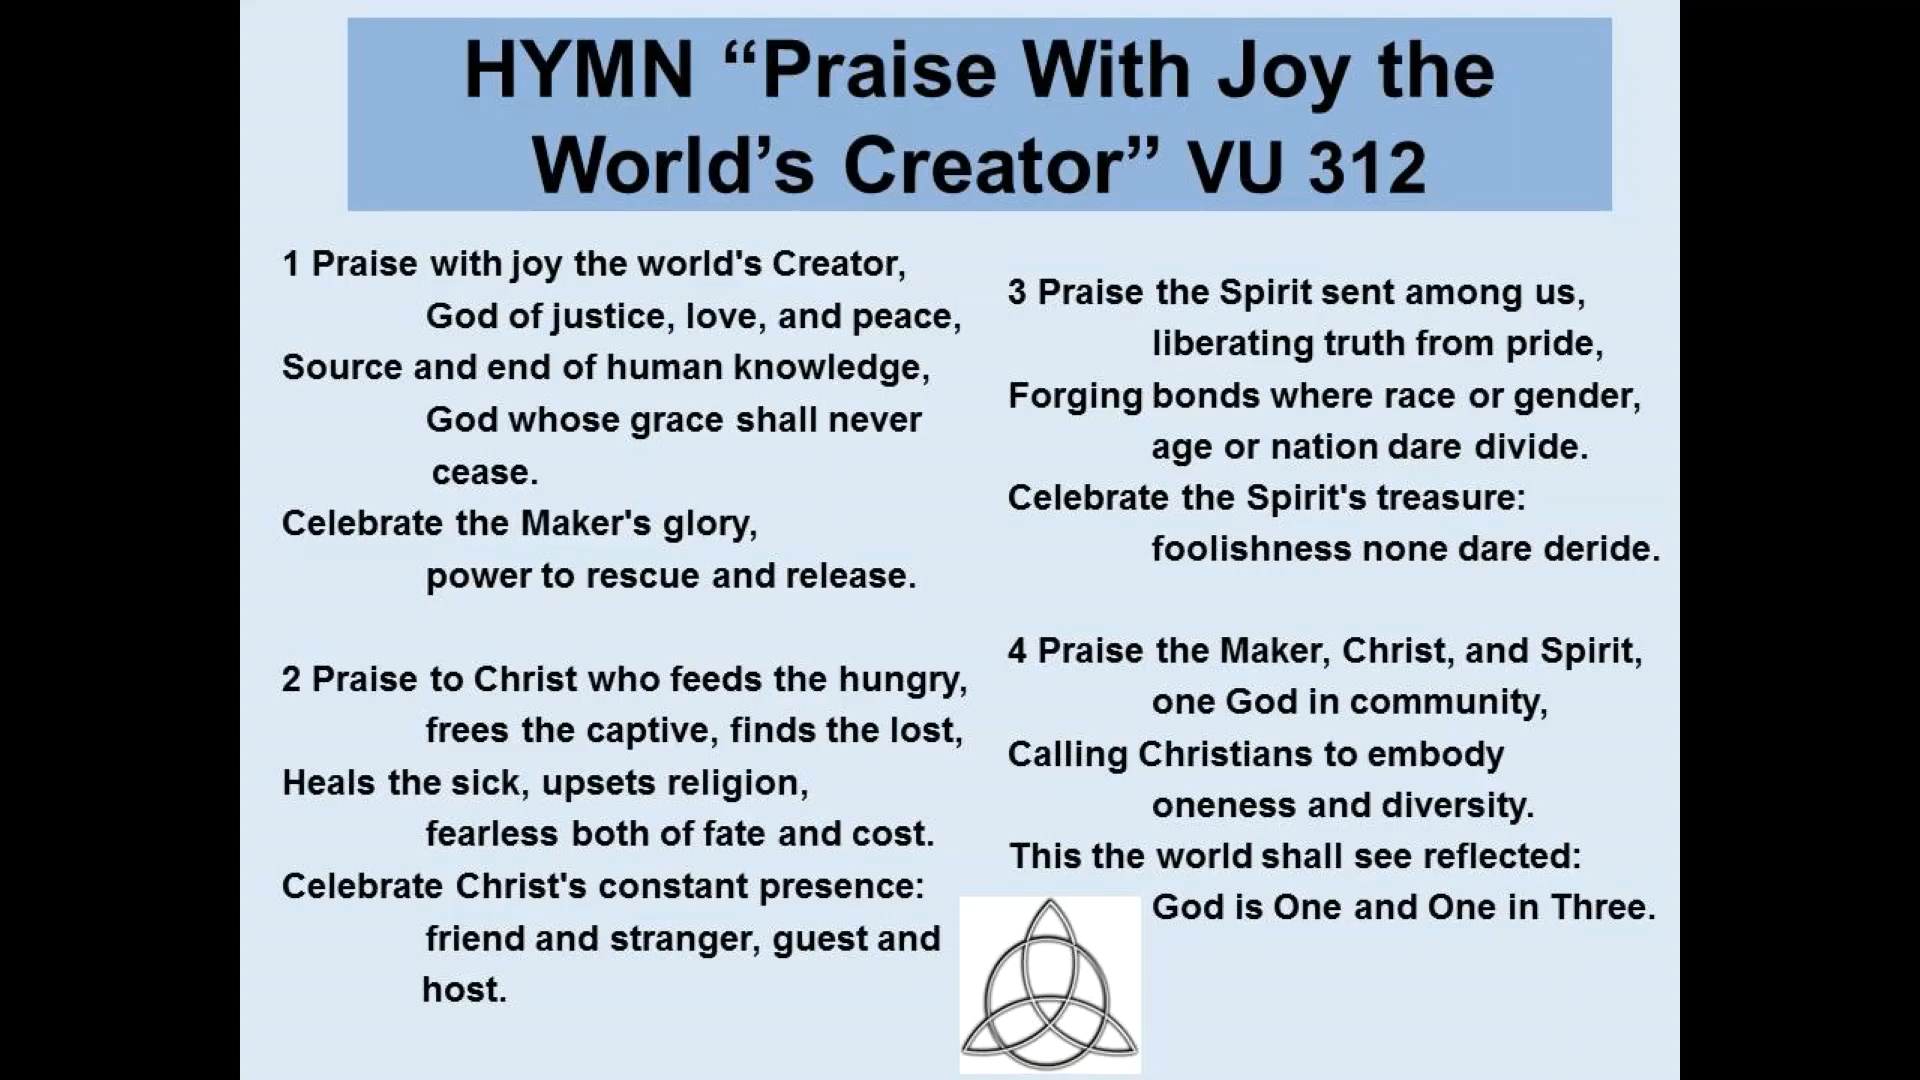 HYMN “Praise With Joy the
World’s Creator” VU 312
1 Praise with joy the world's Creator,
God of justice, love, and peace,
Source and end of human knowledge,
God whose grace shall never
cease.
Celebrate the Maker's glory,
power to rescue and release.
2 Praise to Christ who feeds the hungry,
frees the captive, finds the lost,
Heals the sick, upsets religion,
fearless both of fate and cost.
Celebrate Christ's constant presence:
friend and stranger, guest and
host.
3 Praise the Spirit sent among us,
liberating truth from pride,
Forging bonds where race or gender,
age or nation dare divide.
Celebrate the Spirit's treasure:
foolishness none dare deride.
4 Praise the Maker, Christ, and Spirit,
one God in community,
Calling Christians to embody
oneness and diversity.
This the world shall see reflected:
God is One and One in Three.